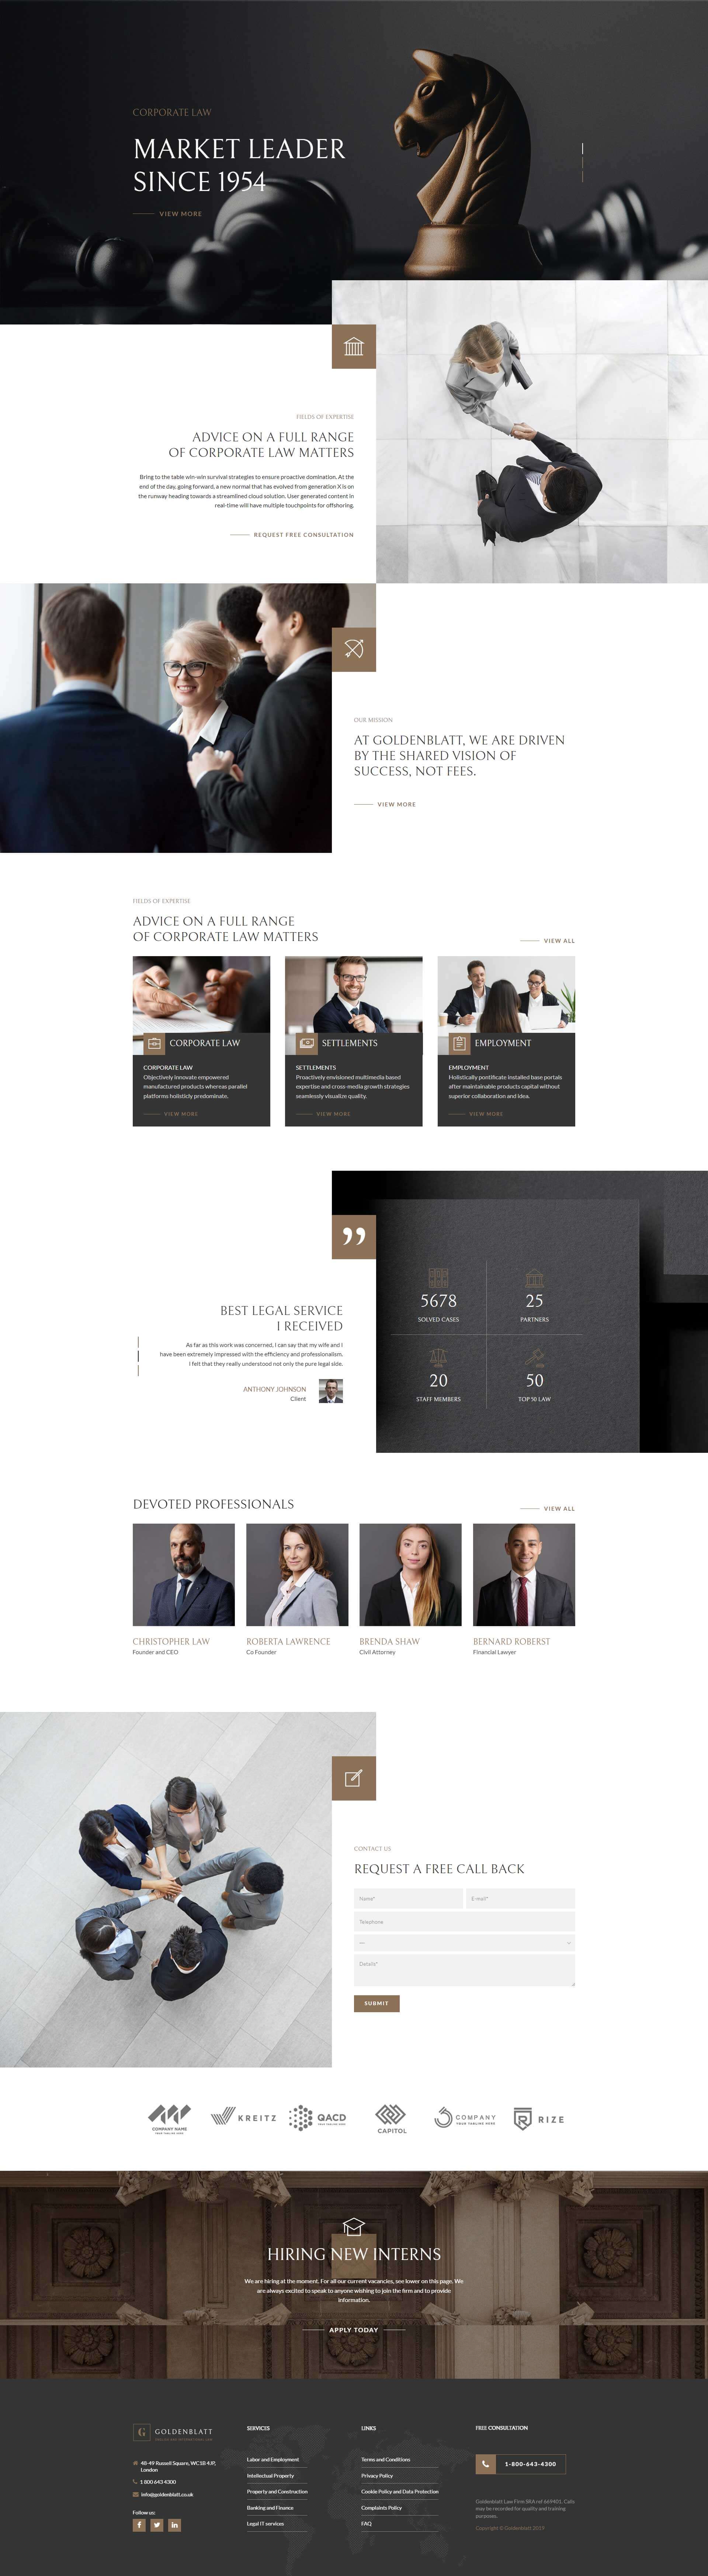 CORPORATE LAW
MARKET LEADER
SINCE 1954
VIEW MORE
FIELDS OF EXPERTISE
ADVICE ON A FULL RANGE
OF CORPORATE LAW MATTERS
Bring to the table win-win survival strategies to ensure proactive domination. At the
end of the day, going forward, a new normal that has evolved from generation X is on
the runway heading towards a streamlined cloud solution. User generated content in
real-time will have multiple touchpoints for offshoring.
REQUEST FREE CONSULTATION
OUR MISSION
AT GOLDENBLATT, WE ARE DRIVEN
BY THE SHARED VISION OF
SUCCESS, NOT FEES.
VIEW MORE
FIELDS OF EXPERTISE
ADVICE ON A FULL RANGE
OF CORPORATE LAW MATTERS
VIEW ALL
CORPORATE LAW
CORPORATE LAW
Objectively innovate empowered
manufactured products whereas parallel
platforms holisticly predominate.
VIEW MORE
SETTLEMENTS
SETTLEMENTS
Proactively envisioned multimedia based
expertise and cross-media growth strategies
seamlessly visualize quality.
VIEW MORE
EMPLOYMENT
EMPLOYMENT
Holistically pontificate installed base portals
after maintainable products capital without
superior collaboration and idea.
VIEW MORE
BEST LEGAL SERVICE
I RECEIVED
As far as this work was concerned, I can say that my wife and I
have been extremely impressed with the efficiency and professionalism.
I felt that they really understood not only the pure legal side.
ANTHONY JOHNSON
Client
5678
SOLVED CASES
25
PARTNERS
20
STAFF MEMBERS
50
TOP 50 LAW
DEVOTED PROFESSIONALS
VIEW ALL
CHRISTOPHER LAW
Founder and CEO
ROBERTA LAWRENCE
Co Founder
BRENDA SHAW
Civil Attorney
BERNARD ROBERST
Financial Lawyer
CONTACT US
REQUEST A FREE CALL BACK
Name*
E-mail*
Telephone
---
Details*
SUBMIT
COMPANY NAME
YOUR TAGLINE HERE
KREITZ
QACD
YOUR TAGLINE HERE
CAPITOL
COMPANY
YOUR TAGLINE HERE
RIZE
HIRING NEW INTERNS
We are hiring at the moment. For all our current vacancies, see lower on this page. We
are always excited to speak to anyone wishing to join the firm and to provide
information.
APPLY TODAY
G GOLDENBLATT
48-49 Russell Square, WC1B 4JP,
London
1 800 643 4300
info@goldenblatt.co.uk
Follow us:
SERVICES
Labor and Employment
Intellectual Property
Property and Construction
Banking and Finance
Legal IT services
LINKS
Terms and Conditions
Privacy Policy
Cookie Policy and Data Protection
Complaints Policy
FAQ
FREE CONSULTATION
1-800-643-4300
Goldenblatt Law Firm SRA ref 669401. Calls
may be recorded for quality and training
purposes.
Copyright © Goldenblatt 2019